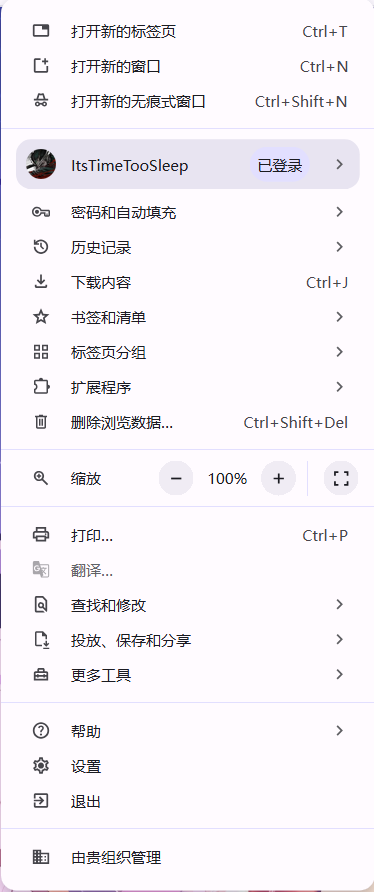 打开新的标签页 Ctrl+T
打开新的窗口 Ctrl+N
打开新的无痕式窗口 Ctrl+Shift+N
ItsTimeTooSleep 已登录
密码和自动填充
历史记录
下载内容 Ctrl+J
书签和清单
标签页分组
扩展程序
删除浏览数据... Ctrl+Shift+Del
缩放 − 100% +
打印... Ctrl+P
翻译...
查找和修改
投放、保存和分享
更多工具
帮助
设置
退出
由贵组织管理